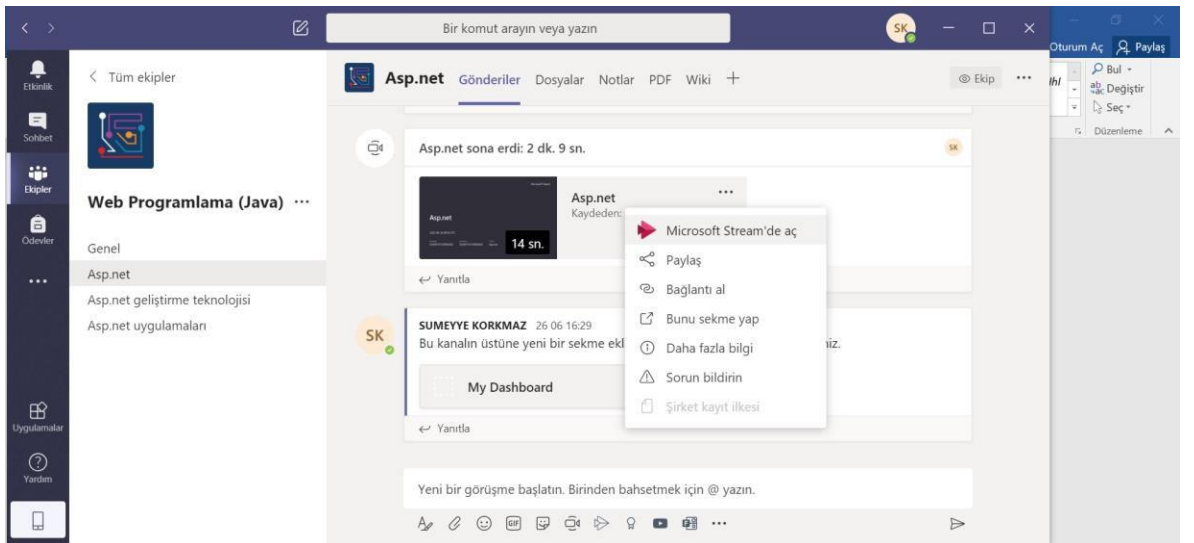 Bir komut arayın veya yazın
SK
Oturum Aç
Paylaş
Etkinlik
Sohbet
Ekipler
Ödevler
Uygulamalar
Yardım
Tüm ekipler
Web Programlama (Java)
Genel
Asp.net
Asp.net geliştirme teknolojisi
Asp.net uygulamaları
Asp.net Gönderiler Dosyalar Notlar PDF Wiki
Ekip
Asp.net sona erdi: 2 dk. 9 sn.
SK
Asp.net
14 sn.
Asp.net
Kaydeden:
Yanıtla
Microsoft Stream'de aç
Paylaş
Bağlantı al
Bunu sekme yap
Daha fazla bilgi
Sorun bildirin
Şirket kayıt ilkesi
SK
SUMEYYE KORKMAZ 26 06 16:29
Bu kanalın üstüne yeni bir sekme
My Dashboard
Yanıtla
Yeni bir görüşme başlatın. Birinden bahsetmek için @ yazın.
GIF
Bul
Değiştir
Seç
Düzenleme